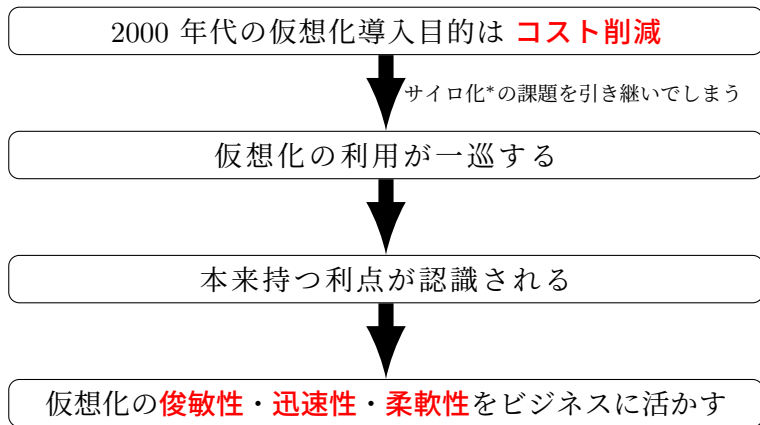 2000 年代の仮想化導入目的は コスト削減
サイロ化*の課題を引き継いでしまう
仮想化の利用が一巡する
本来持つ利点が認識される
仮想化の俊敏性・迅速性・柔軟性をビジネスに活かす